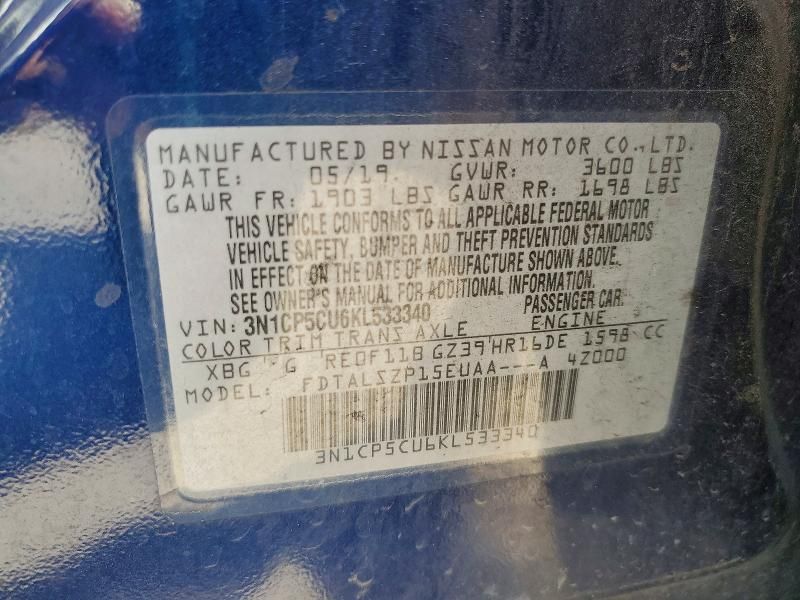 MANUFACTURED BY NISSAN MOTOR CO., LTD.
DATE: 05/19 GVWR: 3600 LBS
GAWR FR: 1903 LBS GAWR RR: 1698 LBS
THIS VEHICLE CONFORMS TO ALL APPLICABLE FEDERAL MOTOR
VEHICLE SAFETY, BUMPER AND THEFT PREVENTION STANDARDS
IN EFFECT ON THE DATE OF MANUFACTURE SHOWN ABOVE.
SEE OWNER'S MANUAL FOR ADDITIONAL INFORMATION.
VIN: 3N1CP5CU6KL533340 PASSENGER CAR
COLOR TRIM TRANS AXLE ENGINE
XBG G RE0F11B GZ39 HR16DE 1598 CC
MODEL: FDTALSZP15EUAA---A 4Z000
3N1CP5CU6KL533340